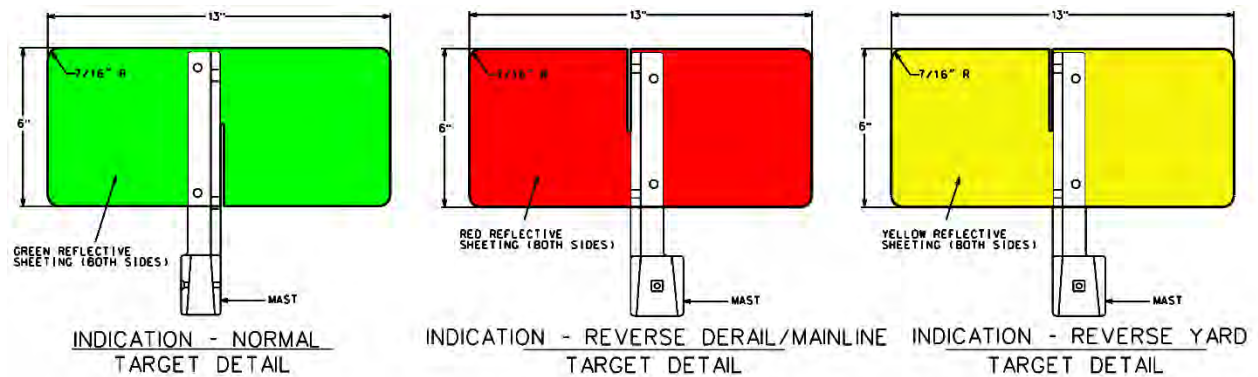 13"
7/16" R
6"
GREEN REFLECTIVE
SHEETING (BOTH SIDES)
MAST
INDICATION - NORMAL
TARGET DETAIL
13"
7/16" R
6"
RED REFLECTIVE
SHEETING (BOTH SIDES)
MAST
INDICATION - REVERSE DERAIL/MAINLINE
TARGET DETAIL
13"
7/16" R
6"
YELLOW REFLECTIVE
SHEETING (BOTH SIDES)
MAST
INDICATION - REVERSE YARD
TARGET DETAIL